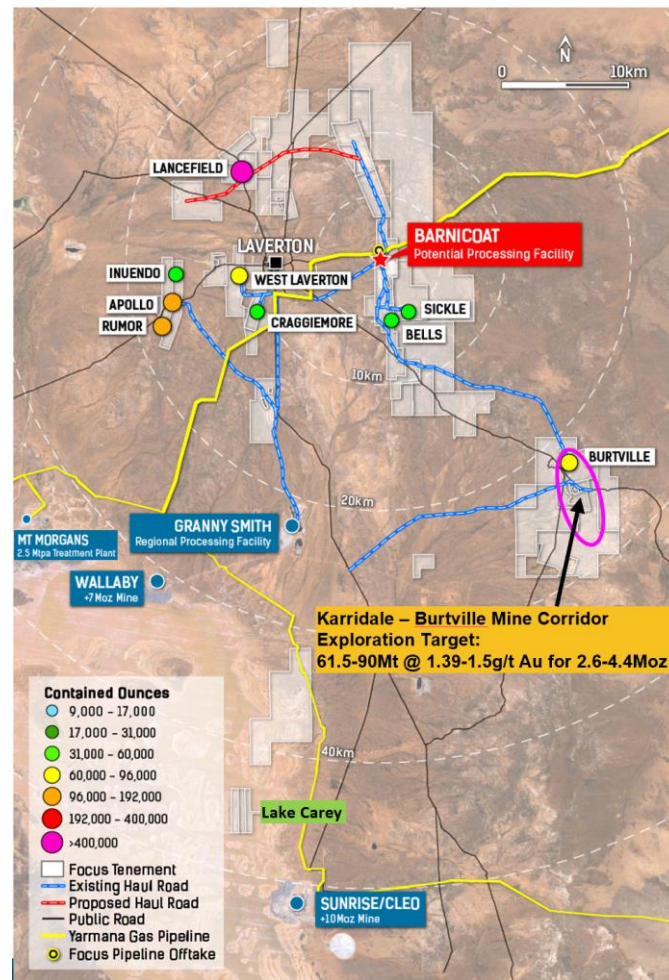 N
0 10km
LANCEFIELD
LAVERTON
BARNICOAT
Potential Processing Facility
INUENDO
WEST LAVERTON
APOLLO
SICKLE
RUMOR
CRAGGIEMORE
BELLS
10km
BURTVILLE
20km
GRANNY SMITH
Regional Processing Facility
MT MORGANS
2.5 Mtpa Treatment Plant
WALLABY
+7Moz Mine
Karridale – Burtville Mine Corridor
Exploration Target:
61.5-90Mt @ 1.39-1.5g/t Au for 2.6-4.4Moz
Contained Ounces
9,000 - 17,000
17,000 - 31,000
31,000 - 60,000
60,000 - 96,000
96,000 - 192,000
192,000 - 400,000
>400,000
Focus Tenement
Existing Haul Road
Proposed Haul Road
Public Road
Yarmana Gas Pipeline
Focus Pipeline Offtake
40km
Lake Carey
SUNRISE/CLEO
+10Moz Mine